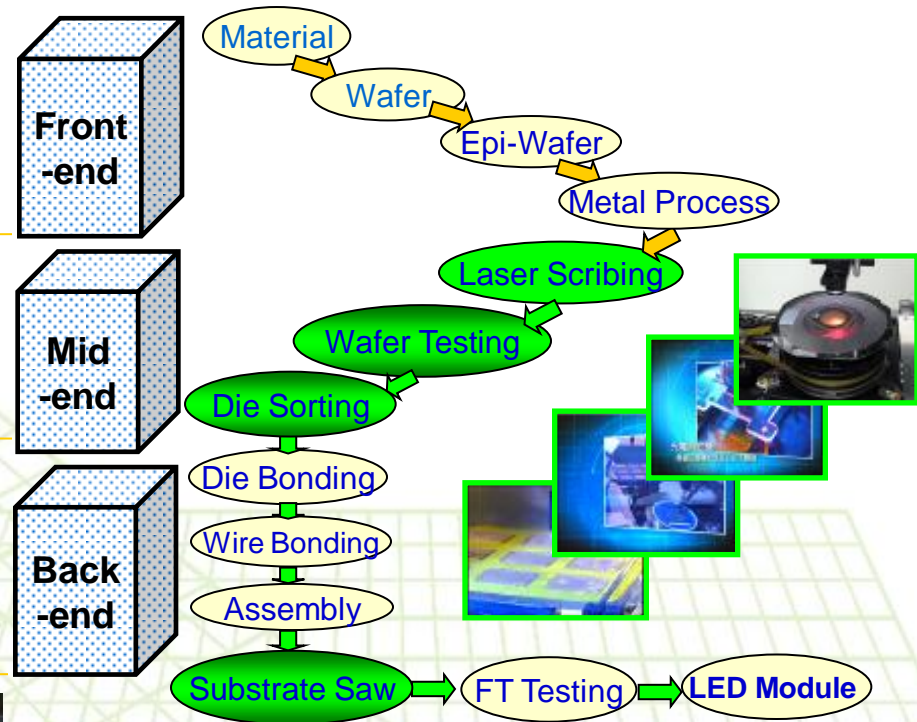 Material
Wafer
Front
-end
Epi-Wafer
Metal Process
Laser Scribing
Mid
-end
Wafer Testing
Die Sorting
Die Bonding
Wire Bonding
Back
-end
Assembly
Substrate Saw
FT Testing
LED Module